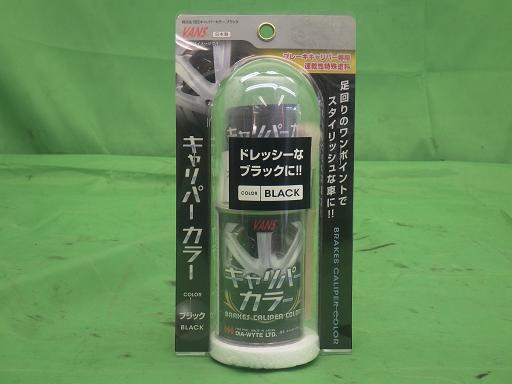 VANS
日本製
ブレーキキャリパー専用
速乾性特殊塗料
足回りのワンポイントで
スタイリッシュな車に!!
BRAKES CALIPER COLOR
キャリパー カラー
COLOR
ブラック
BLACK
ドレッシーな
ブラックに!!
COLOR BLACK
VANS
キャリパー
カラー
BRAKES-CALIPER COLOR
DIA-WYTE LTD.